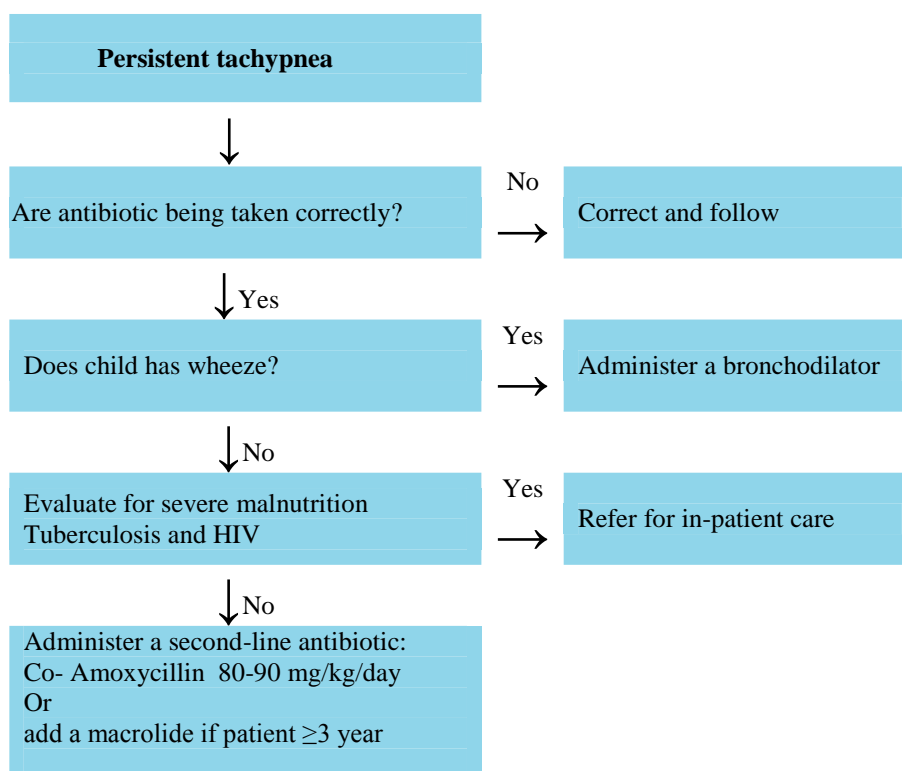 Persistent tachypnea
Are antibiotic being taken correctly?
No
Correct and follow
Yes
Does child has wheeze?
Yes
Administer a bronchodilator
No
Evaluate for severe malnutrition
Tuberculosis and HIV
Yes
Refer for in-patient care
No
Administer a second-line antibiotic:
Co- Amoxycillin 80-90 mg/kg/day
Or
add a macrolide if patient ≥3 year